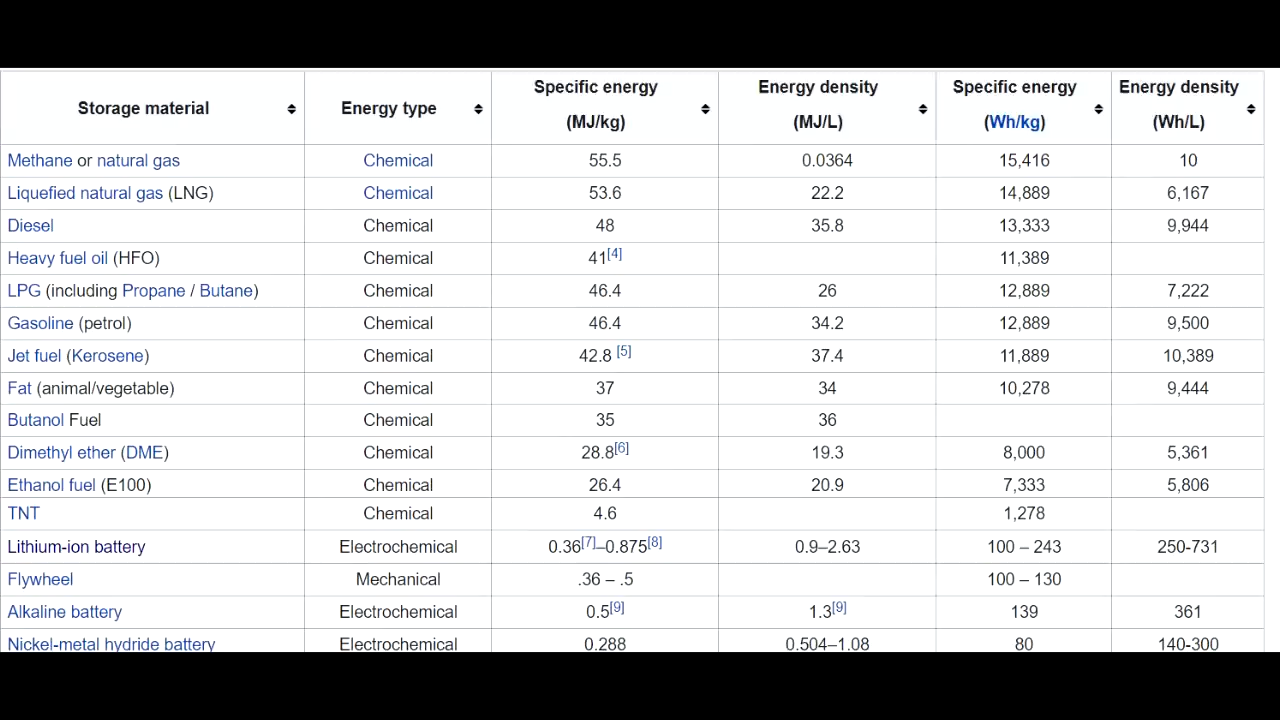 Storage material Energy type Specific energy (MJ/kg) Energy density (MJ/L) Specific energy (Wh/kg) Energy density (Wh/L)
Methane or natural gas Chemical 55.5 0.0364 15,416 10
Liquefied natural gas (LNG) Chemical 53.6 22.2 14,889 6,167
Diesel Chemical 48 35.8 13,333 9,944
Heavy fuel oil (HFO) Chemical 41[4] 11,389
LPG (including Propane / Butane) Chemical 46.4 26 12,889 7,222
Gasoline (petrol) Chemical 46.4 34.2 12,889 9,500
Jet fuel (Kerosene) Chemical 42.8 [5] 37.4 11,889 10,389
Fat (animal/vegetable) Chemical 37 34 10,278 9,444
Butanol Fuel Chemical 35 36
Dimethyl ether (DME) Chemical 28.8[6] 19.3 8,000 5,361
Ethanol fuel (E100) Chemical 26.4 20.9 7,333 5,806
TNT Chemical 4.6 1,278
Lithium-ion battery Electrochemical 0.36[7]–0.875[8] 0.9–2.63 100 – 243 250-731
Flywheel Mechanical .36 – .5 100 – 130
Alkaline battery Electrochemical 0.5[9] 1.3[9] 139 361
Nickel-metal hydride battery Electrochemical 0.288 0.504–1.08 80 140-300